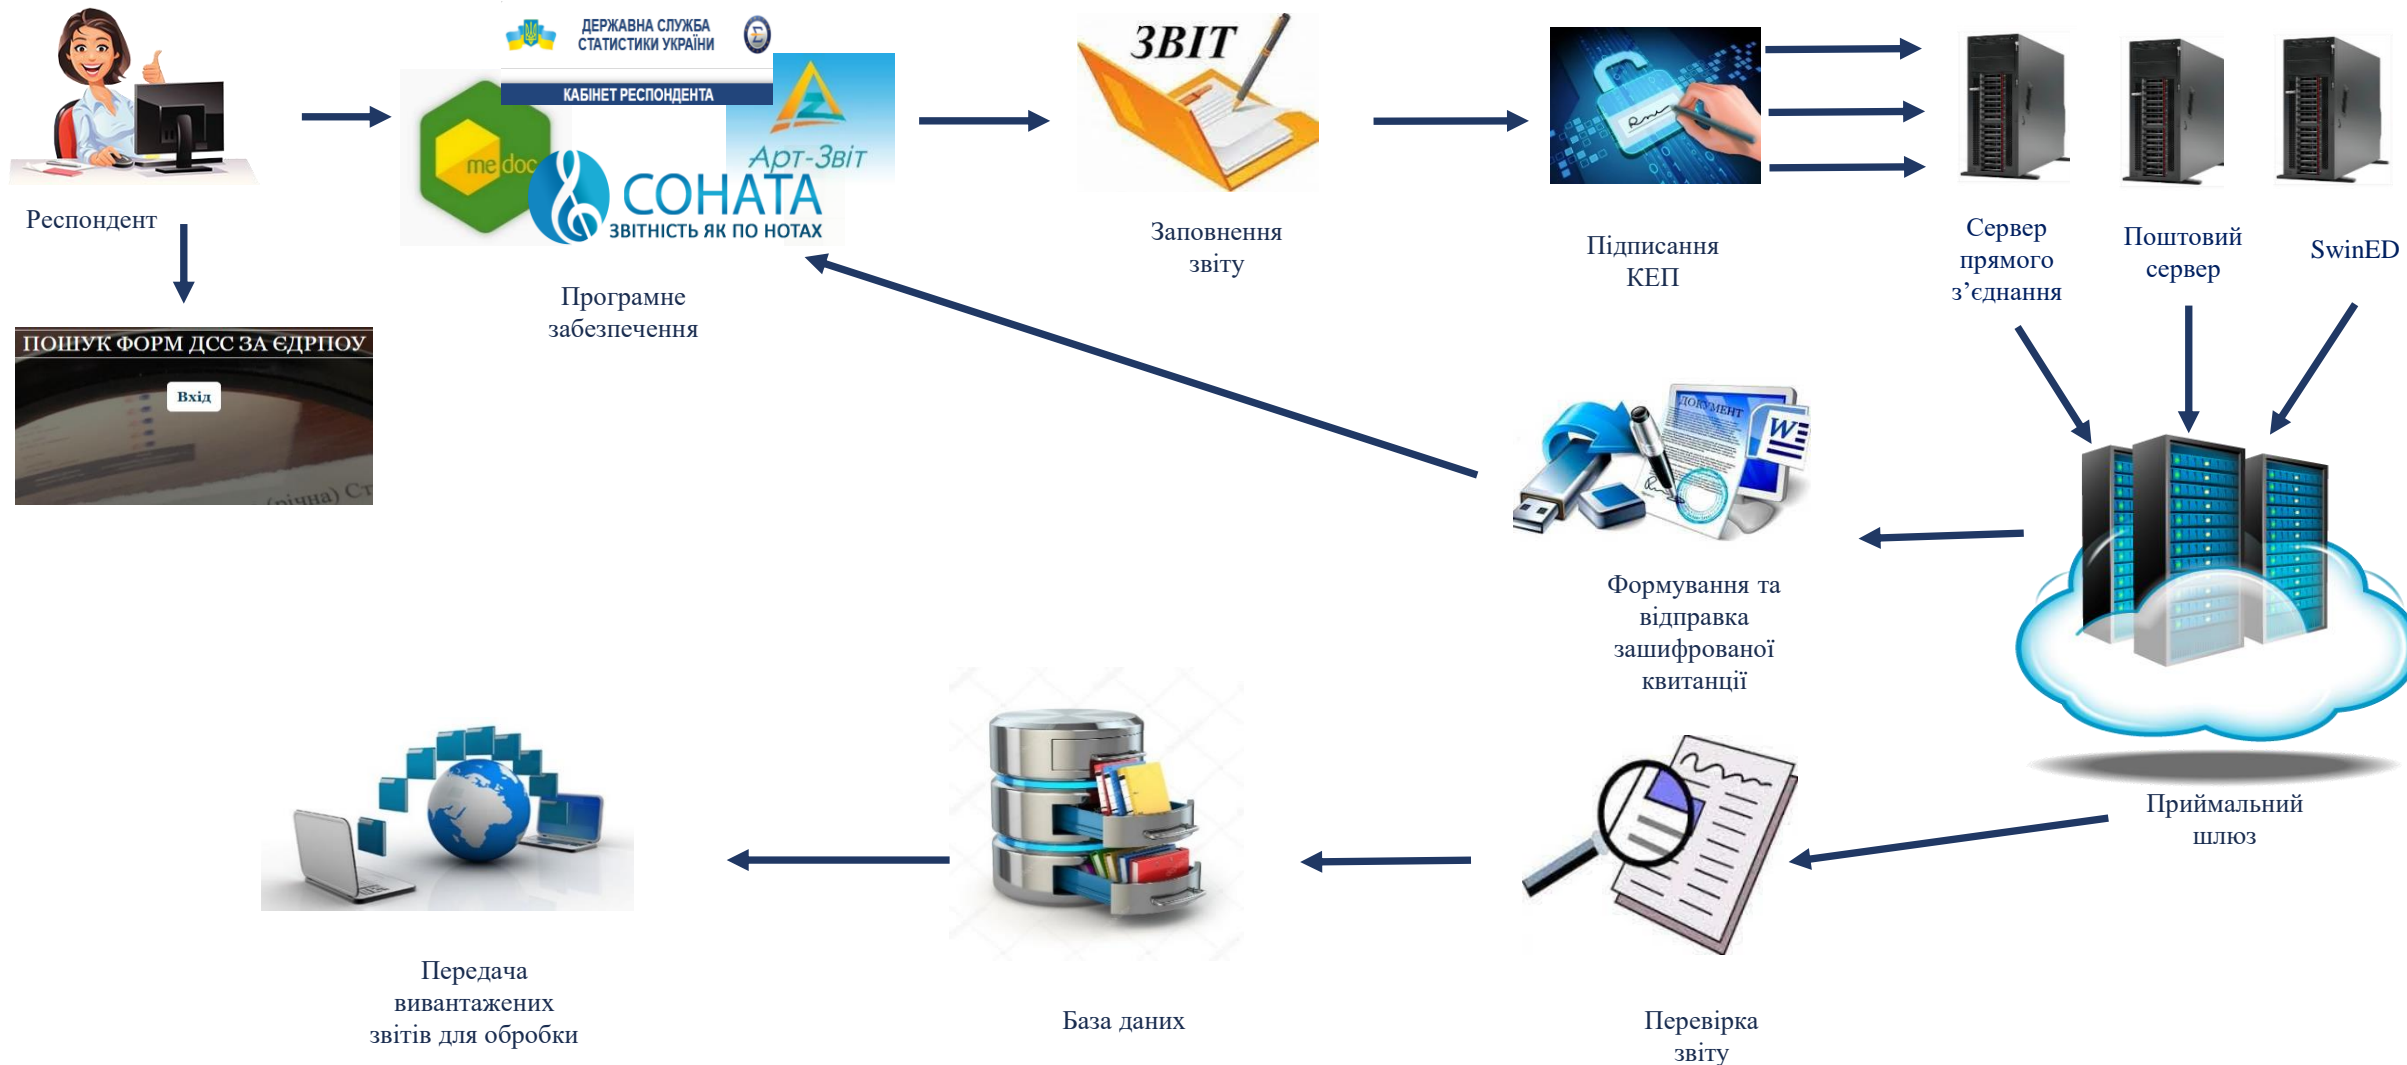 ДЕРЖАВНА СЛУЖБА
СТАТИСТИКИ УКРАЇНИ
КАБІНЕТ РЕСПОНДЕНТА
me doc
Арт-Звіт
СОНАТА
ЗВІТНІСТЬ ЯК ПО НОТАХ
ЗВІТ
Респондент
Програмне
забезпечення
Заповнення
звіту
Підписання
КЕП
Сервер
прямого
з’єднання
Поштовий
сервер
SwinED
ПОШУК ФОРМ ДСС ЗА ЄДРПОУ
Вхід
(річна) Ст
ДОКУМЕНТ
W
Формування та
відправка
зашифрованої
квитанції
Приймальний
шлюз
Передача
вивантажених
звітів для обробки
База даних
Перевірка
звіту